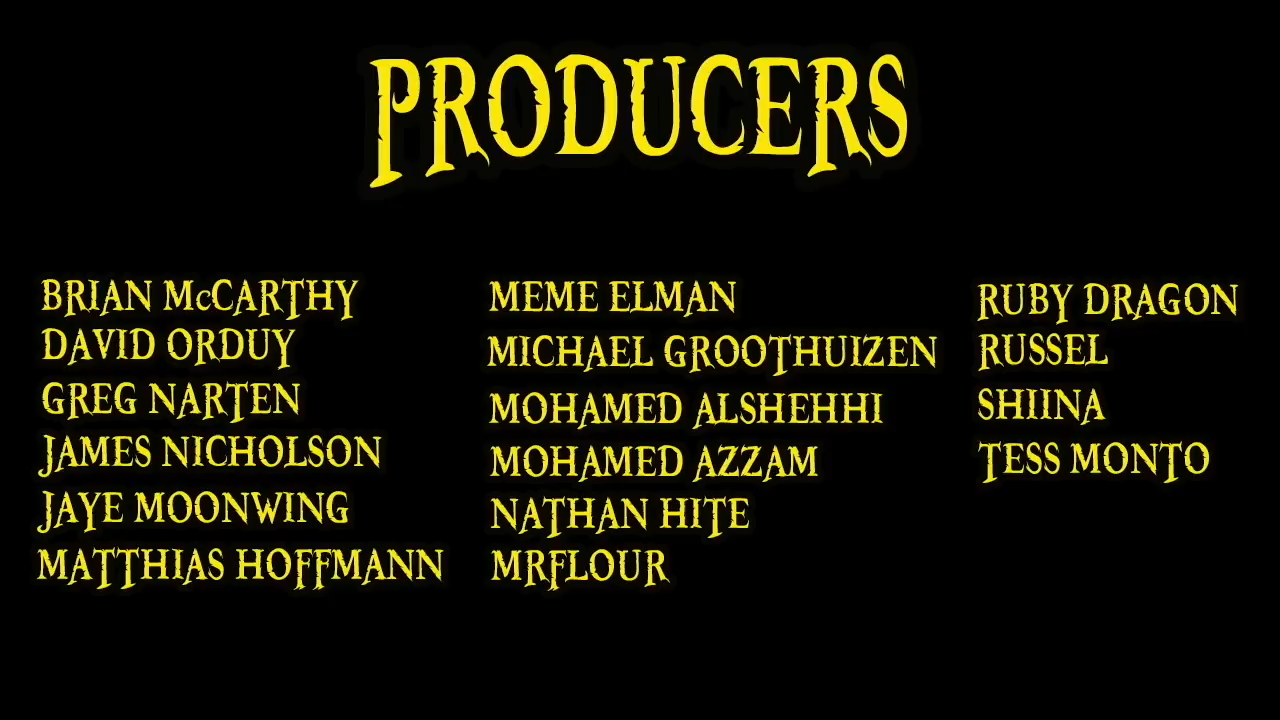 PRODUCERS
BRIAN McCARTHY
DAVID ORDUY
GREG NARTEN
JAMES NICHOLSON
JAYE MOONWING
MATTHIAS HOFFMANN
MEME ELMAN
MICHAEL GROOTHUIZEN
MOHAMED ALSHEHHI
MOHAMED AZZAM
NATHAN HITE
MRFLOUR
RUBY DRAGON
RUSSEL
SHIINA
TESS MONTO